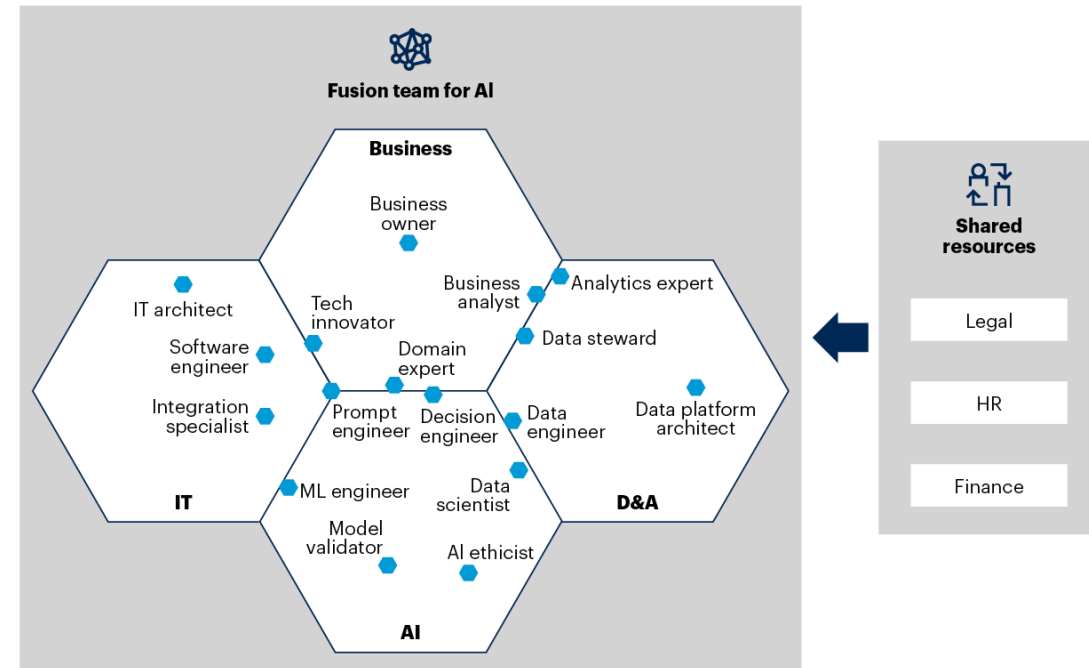 Fusion team for AI
Business
Business
owner
Business
analyst
Analytics expert
Data steward
Tech
innovator
Domain
expert
IT architect
Software
engineer
Integration
specialist
IT
Prompt
engineer
Decision
engineer
Data
engineer
Data platform
architect
D&A
ML engineer
Data
scientist
Model
validator
AI ethicist
AI
Shared
resources
Legal
HR
Finance